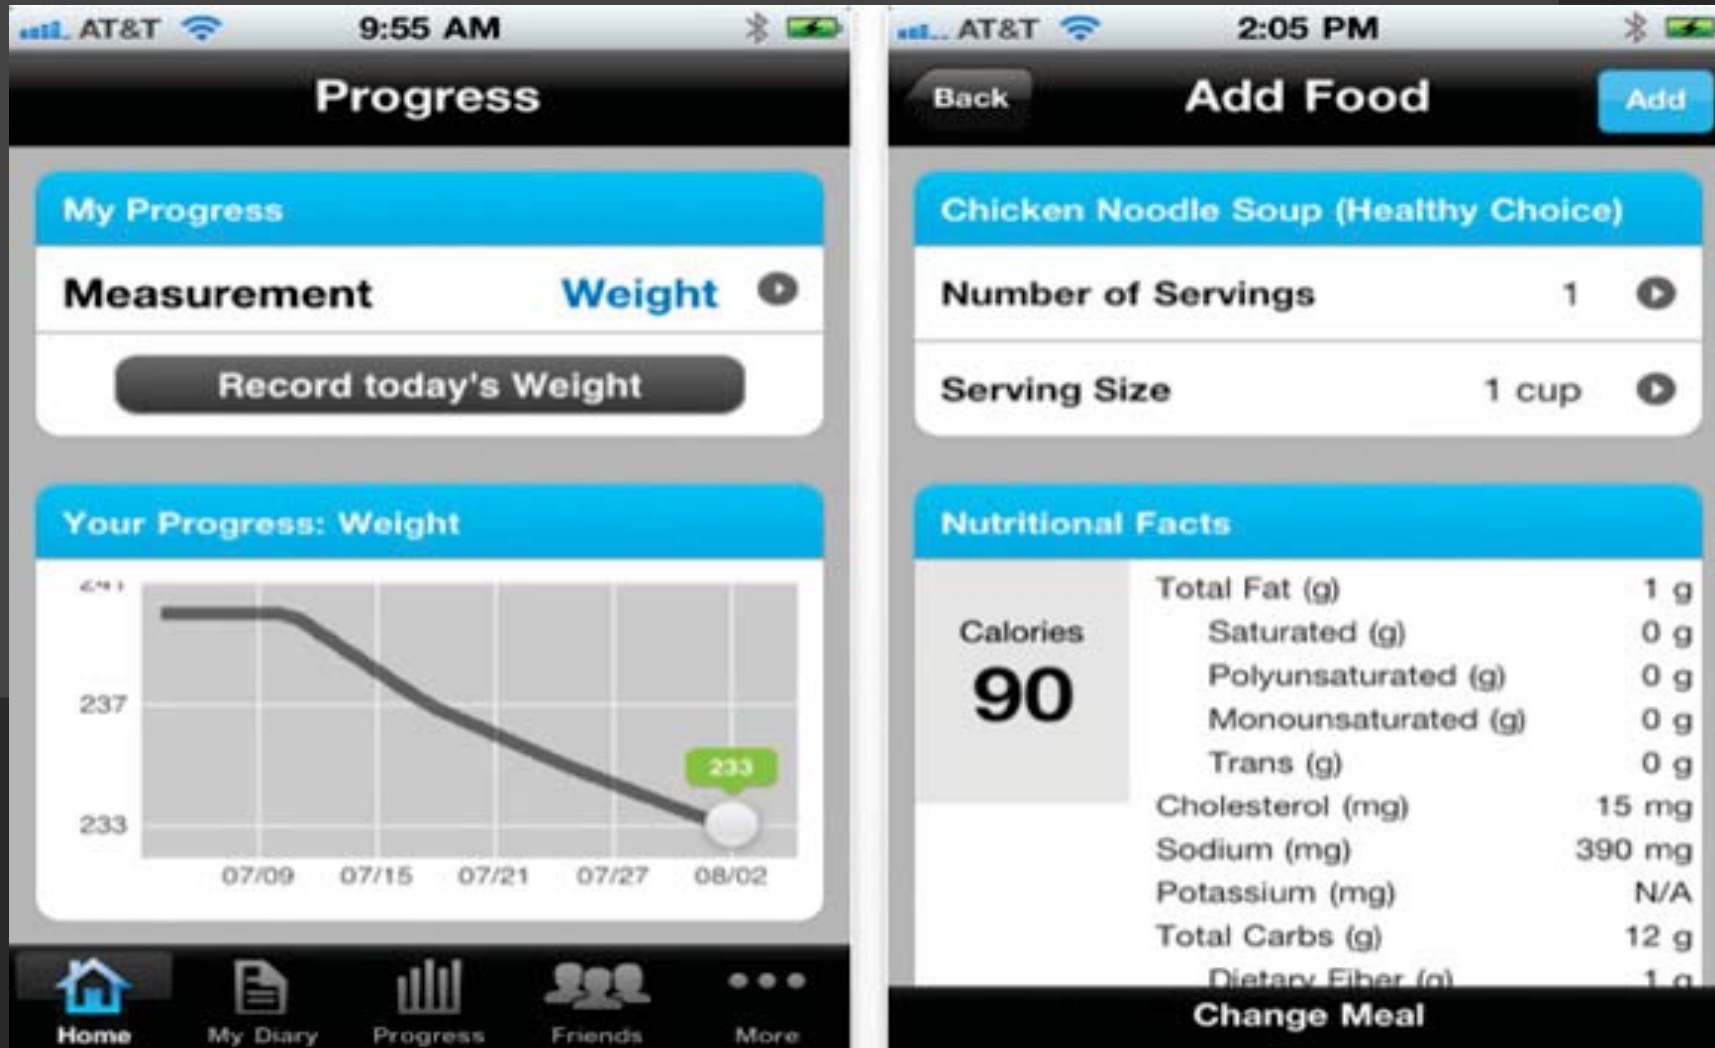 AT&T 9:55 AM
Progress
My Progress
Measurement Weight
Record today's Weight
Your Progress: Weight
241
237
233
233
07/09 07/15 07/21 07/27 08/02
Home My Diary Progress Friends More
AT&T 2:05 PM
Back Add Food Add
Chicken Noodle Soup (Healthy Choice)
Number of Servings 1
Serving Size 1 cup
Nutritional Facts
Calories
90
Total Fat (g) 1 g
Saturated (g) 0 g
Polyunsaturated (g) 0 g
Monounsaturated (g) 0 g
Trans (g) 0 g
Cholesterol (mg) 15 mg
Sodium (mg) 390 mg
Potassium (mg) N/A
Total Carbs (g) 12 g
Dietary Fiber (g) 1 g
Change Meal